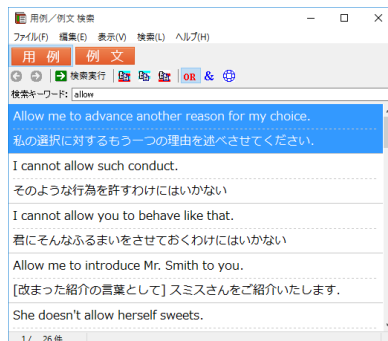 用例／例文 検索
ファイル(F) 編集(E) 表示(V) 検索(L) ヘルプ(H)
用 例 例 文
検索実行 OR &
検索キーワード: allow
Allow me to advance another reason for my choice.
私の選択に対するもう一つの理由を述べさせてください.
I cannot allow such conduct.
そのような行為を許すわけにはいかない
I cannot allow you to behave like that.
君にそんなふるまいをさせておくわけにはいかない
Allow me to introduce Mr. Smith to you.
[改まった紹介の言葉として] スミスさんをご紹介いたします.
She doesn't allow herself sweets.
1/ 26件